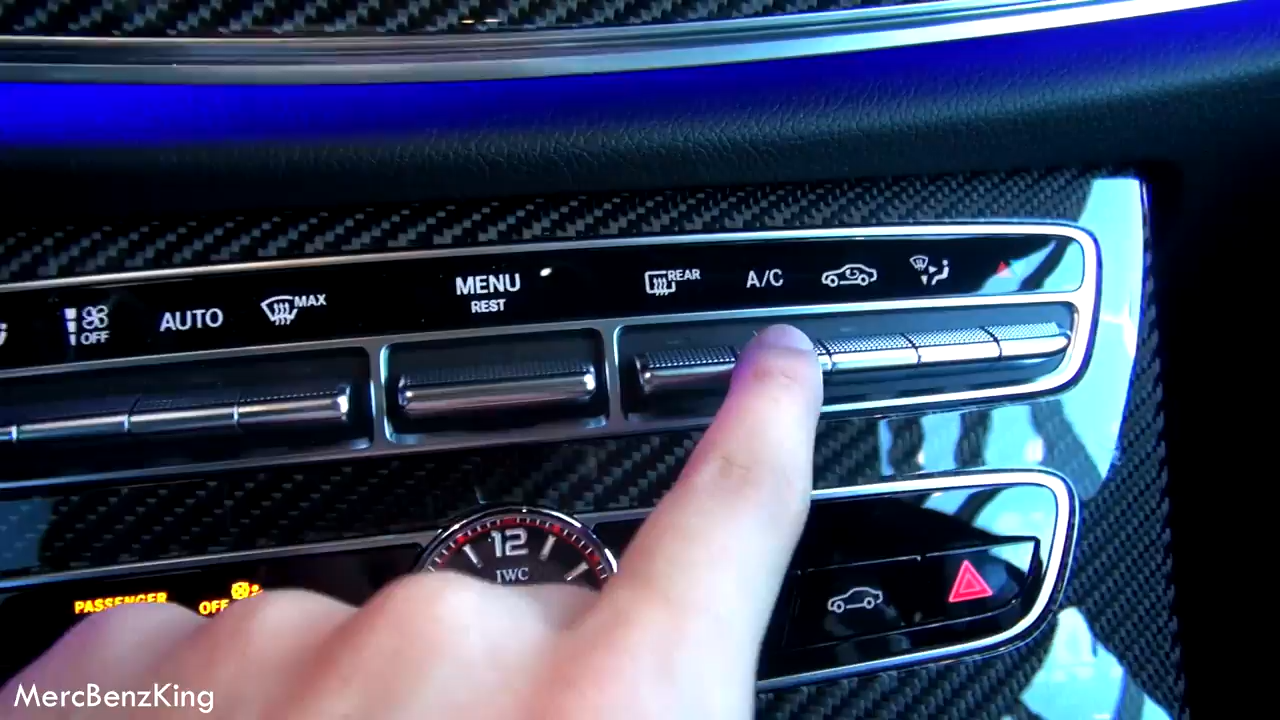 REAR
A/C
MENU
REST
MAX
AUTO
OFF
12
IWC
PASSENGER
OFF
MercBenzKing